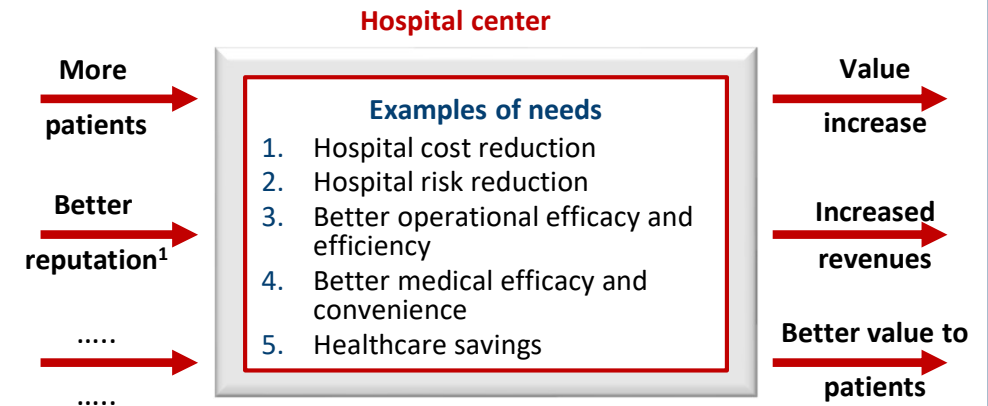 Hospital center
More
patients
Better
reputation¹
.....
.....
Examples of needs
1. Hospital cost reduction
2. Hospital risk reduction
3. Better operational efficacy and
efficiency
4. Better medical efficacy and
convenience
5. Healthcare savings
Value
increase
Increased
revenues
Better value to
patients